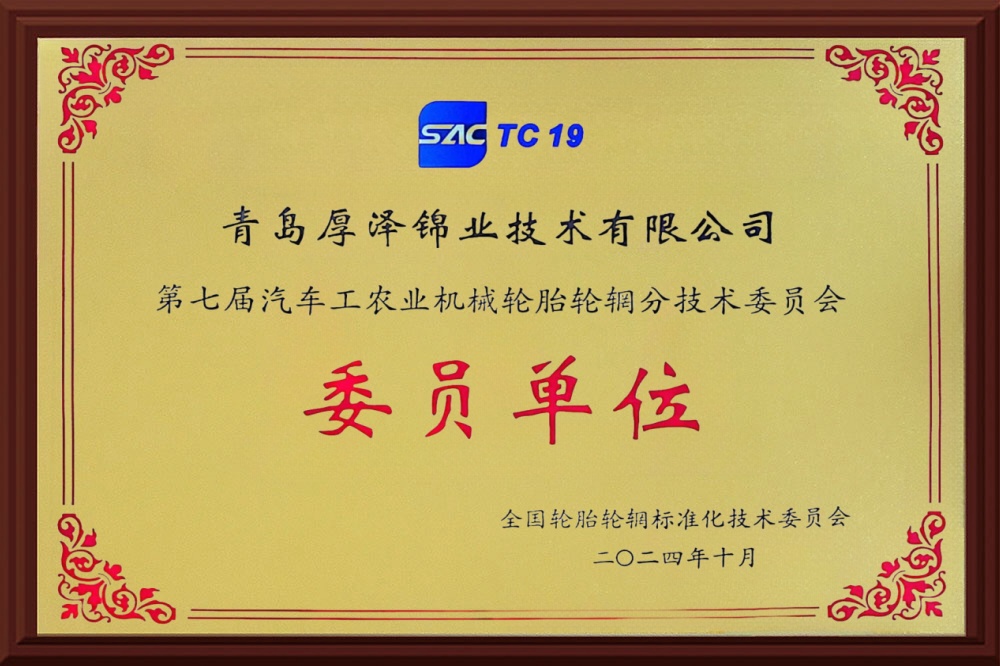 SAC TC 19
青岛厚泽锦业技术有限公司
第七届汽车工农业机械轮胎轮辋分技术委员会
委员单位
全国轮胎轮辋标准化技术委员会
二〇二四年十月